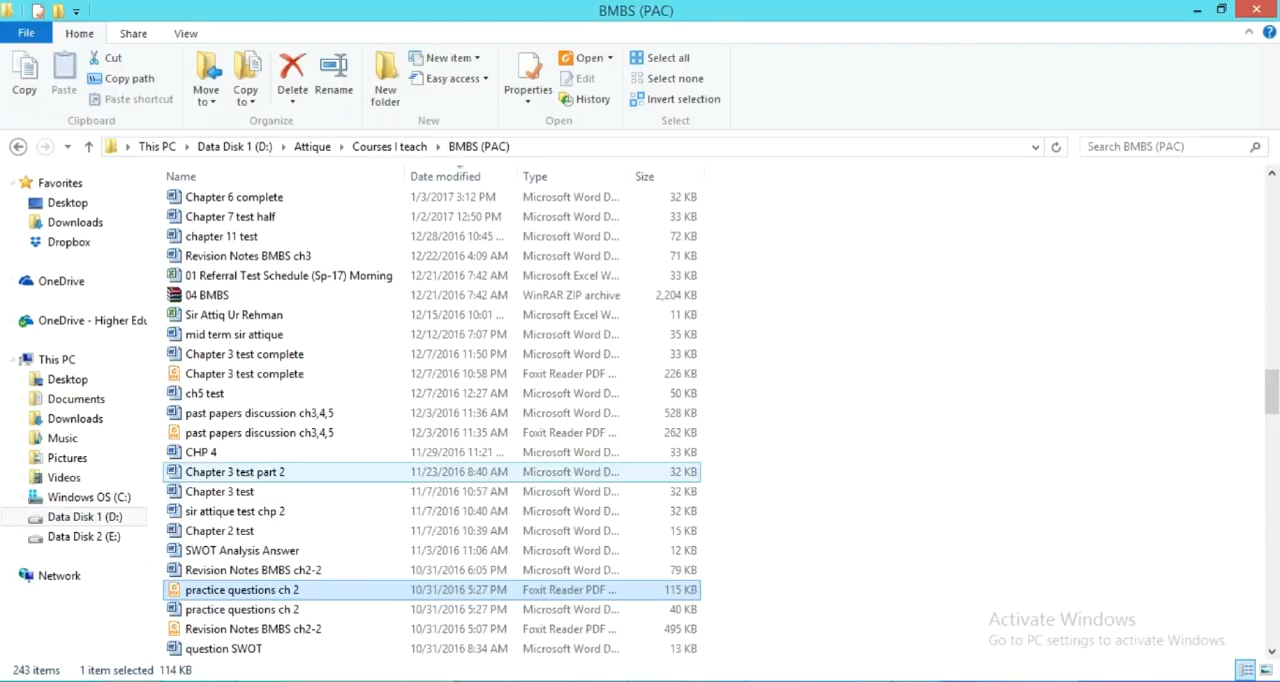 BMBS (PAC)
File Home Share View
Copy Paste Cut Copy path Paste shortcut Move to Copy to Delete Rename New folder New item Easy access Properties Open Edit History Select all Select none Invert selection
Clipboard Organize New Open Select
This PC Data Disk 1 (D:) Attique Courses I teach BMBS (PAC) Search BMBS (PAC)
Favorites
Desktop
Downloads
Dropbox
OneDrive
OneDrive - Higher Edu
This PC
Desktop
Documents
Downloads
Music
Pictures
Videos
Windows OS (C:)
Data Disk 1 (D:)
Data Disk 2 (E:)
Network
Name Date modified Type Size
Chapter 6 complete 1/3/2017 3:12 PM Microsoft Word D... 32 KB
Chapter 7 test half 1/2/2017 12:50 PM Microsoft Word D... 33 KB
chapter 11 test 12/28/2016 10:45 ... Microsoft Word D... 72 KB
Revision Notes BMBS ch3 12/22/2016 4:09 AM Microsoft Word D... 71 KB
01 Referral Test Schedule (Sp-17) Morning 12/21/2016 7:42 AM Microsoft Excel W... 33 KB
04 BMBS 12/21/2016 7:42 AM WinRAR ZIP archive 2,204 KB
Sir Attiq Ur Rehman 12/15/2016 10:01 ... Microsoft Excel W... 11 KB
mid term sir attique 12/12/2016 7:07 PM Microsoft Word D... 35 KB
Chapter 3 test complete 12/7/2016 11:50 PM Microsoft Word D... 33 KB
Chapter 3 test complete 12/7/2016 10:58 PM Foxit Reader PDF ... 226 KB
ch5 test 12/7/2016 12:27 AM Microsoft Word D... 50 KB
past papers discussion ch3,4,5 12/3/2016 11:36 AM Microsoft Word D... 528 KB
past papers discussion ch3,4,5 12/3/2016 11:35 AM Foxit Reader PDF ... 262 KB
CHP 4 11/29/2016 11:21 ... Microsoft Word D... 33 KB
Chapter 3 test part 2 11/23/2016 8:40 AM Microsoft Word D... 32 KB
Chapter 3 test 11/7/2016 10:57 AM Microsoft Word D... 32 KB
sir attique test chp 2 11/7/2016 10:40 AM Microsoft Word D... 32 KB
Chapter 2 test 11/7/2016 10:39 AM Microsoft Word D... 15 KB
SWOT Analysis Answer 11/3/2016 11:06 AM Microsoft Word D... 12 KB
Revision Notes BMBS ch2-2 10/31/2016 6:05 PM Microsoft Word D... 79 KB
practice questions ch 2 10/31/2016 5:27 PM Foxit Reader PDF ... 115 KB
practice questions ch 2 10/31/2016 5:27 PM Microsoft Word D... 40 KB
Revision Notes BMBS ch2-2 10/31/2016 5:07 PM Foxit Reader PDF ... 495 KB
question SWOT 10/31/2016 8:34 AM Microsoft Word D... 13 KB
Activate Windows
Go to PC settings to activate Windows.
243 items 1 item selected 114 KB